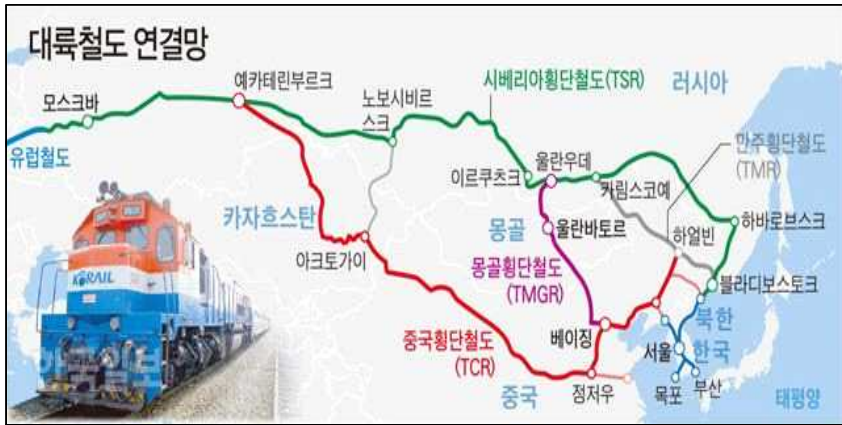 대륙철도 연결망
예카테린부르크
노보시비르
스크
시베리아횡단철도(TSR)
러시아
모스크바
유럽철도
만주횡단철도
(TMR)
울란우데
이르쿠츠크
카림스코예
카자흐스탄
몽골
울란바토르
하얼빈
하바로브스크
아크토가이
몽골횡단철도
(TMGR)
블라디보스토크
KORAIL
중국횡단철도
(TCR)
베이징
북한
서울
한국
중국
정저우
목포
부산
태평양